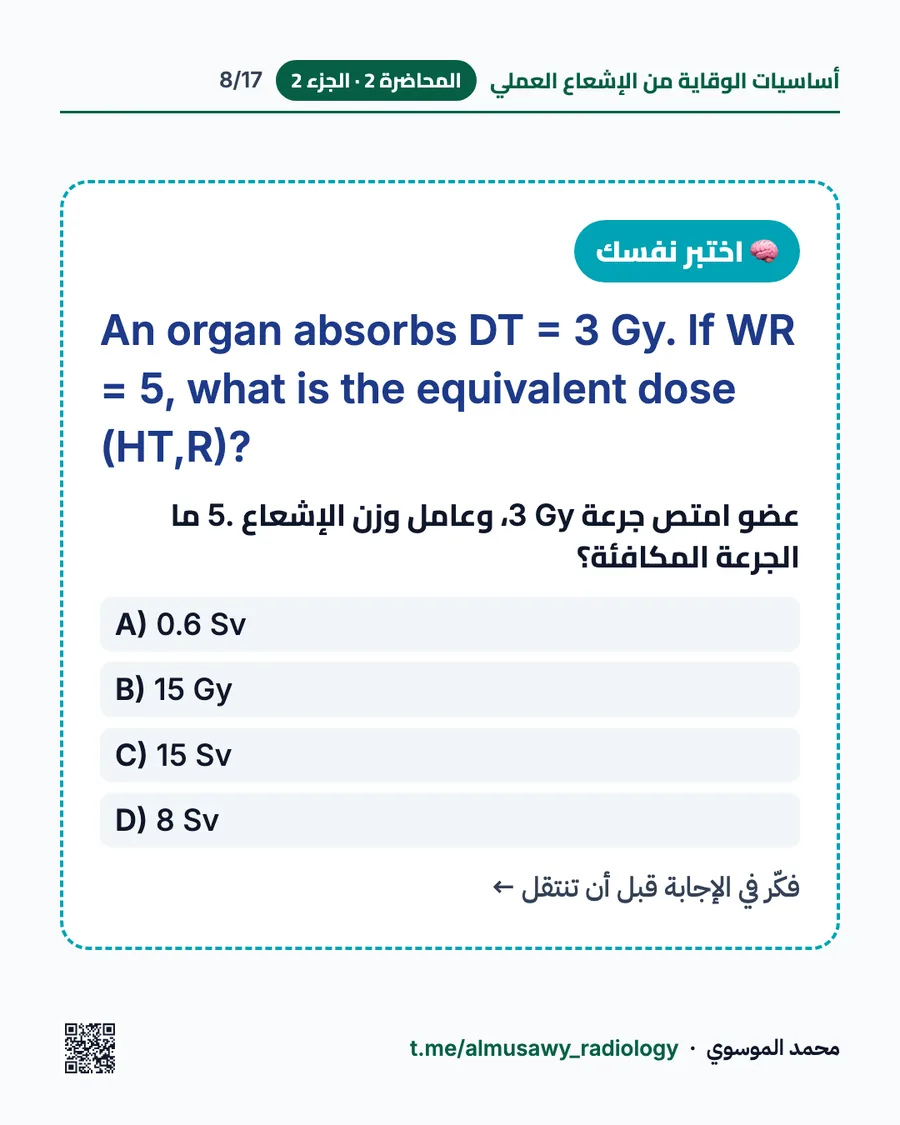 أساسيات الوقاية من الإشعاع العملي
المحاضرة 2 · الجزء 2
8/17
🧠 اختبر نفسك
An organ absorbs DT = 3 Gy. If WR
= 5, what is the equivalent dose
(HT,R)?
عضو امتص جرعة 3 Gy، وعامل وزن الإشعاع .5 ما
الجرعة المكافئة؟
A) 0.6 Sv
B) 15 Gy
C) 15 Sv
D) 8 Sv
فكّر في الإجابة قبل أن تنتقل ←
محمد الموسوي · t.me/almusawy_radiology